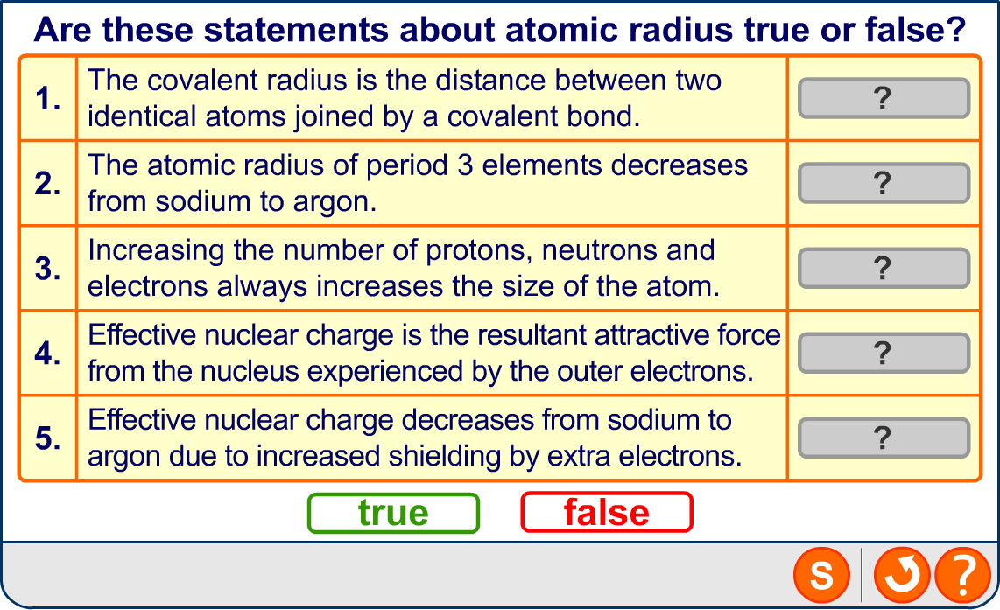 Are these statements about atomic radius true or false?
1.
The covalent radius is the distance between two
identical atoms joined by a covalent bond.
?
2.
The atomic radius of period 3 elements decreases
from sodium to argon.
?
3.
Increasing the number of protons, neutrons and
electrons always increases the size of the atom.
?
4.
Effective nuclear charge is the resultant attractive force
from the nucleus experienced by the outer electrons.
?
5.
Effective nuclear charge decreases from sodium to
argon due to increased shielding by extra electrons.
?
true false
S ?